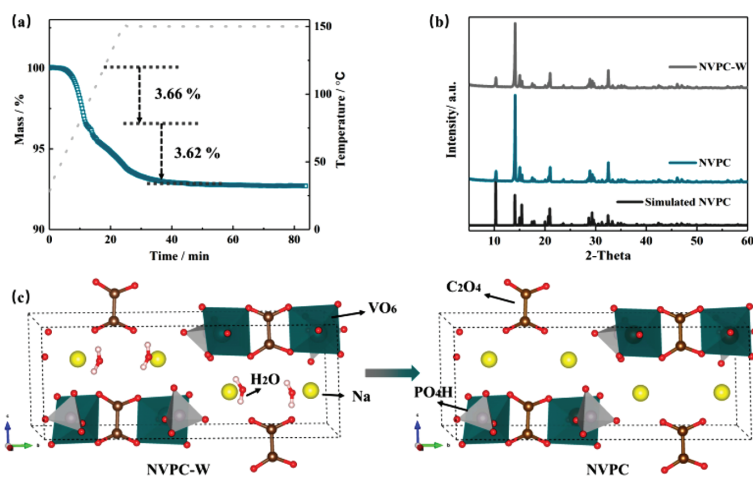 (a)
100
95
90
Mass / %
0
20
40
60
80
Time / min
150
100
50
0
Temperature / °C
3.66 %
3.62 %
(b)
Intensity/ a.u.
NVPC-W
NVPC
Simulated NVPC
10
20
30
40
50
60
2-Theta
(c)
VO₆
H₂O
Na
NVPC-W
C₂O₄
PO₄H
NVPC